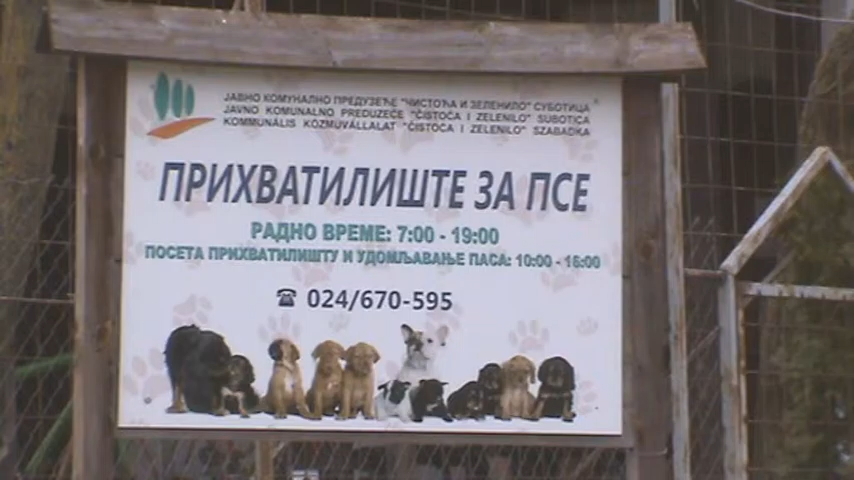 ЈАВНО КОМУНАЛНО ПРЕДУЗЕЋЕ "ЧИСТОЋА И ЗЕЛЕНИЛО" СУБОТИЦА
JAVNO KOMUNALNO PREDUZEĆE "ČISTOĆA I ZELENILO" SUBOTICA
KOMMUNÁLIS KÖZMŰVÁLLALAT "ČISTOĆA I ZELENILO" SZABADKA
ПРИХВАТИЛИШТЕ ЗА ПСЕ
РАДНО ВРЕМЕ: 7:00 - 19:00
ПОСЕТА ПРИХВАТИЛИШТУ И УДОМЉАВАЊЕ ПАСА: 10:00 - 16:00
☎ 024/670-595